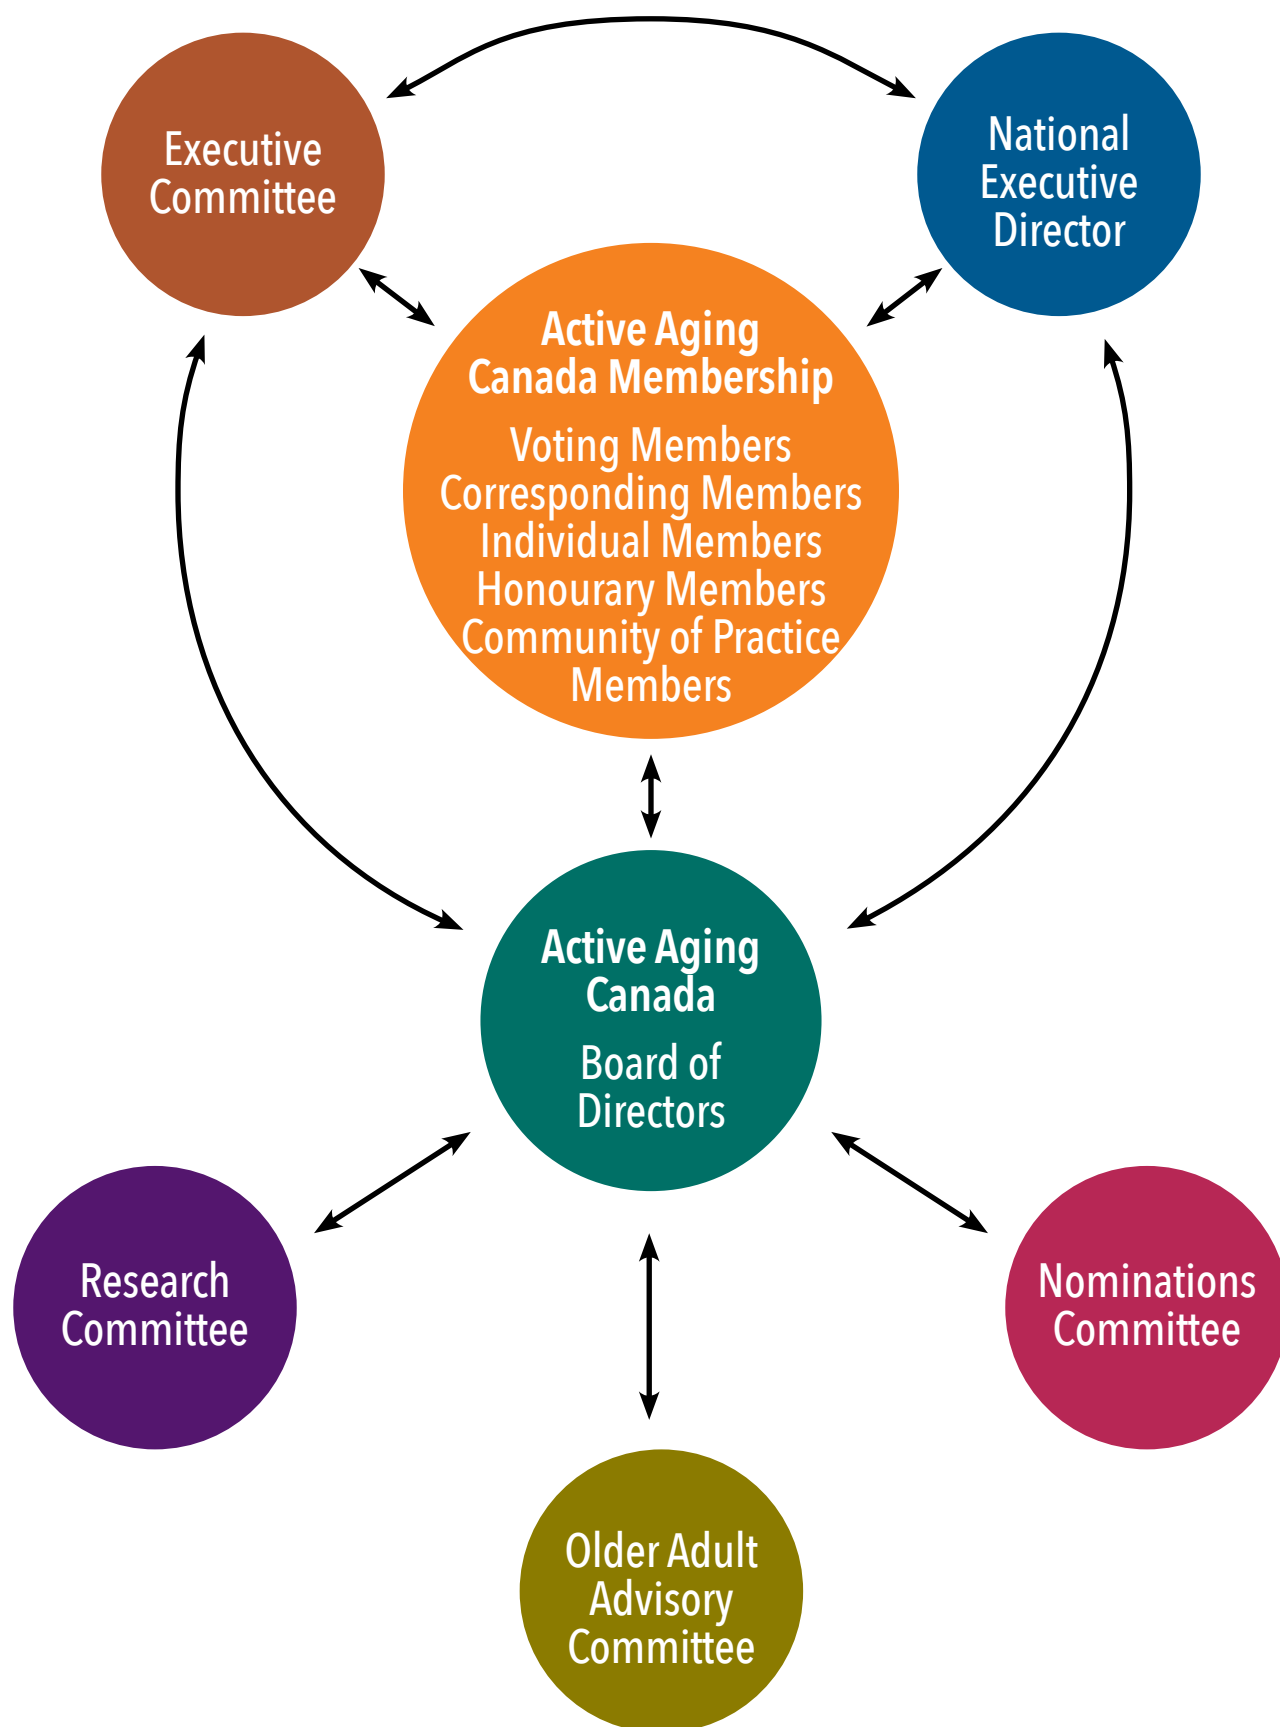 Executive
Committee
National
Executive
Director
Active Aging
Canada Membership
Voting Members
Corresponding Members
Individual Members
Honourary Members
Community of Practice
Members
Active Aging
Canada
Board of
Directors
Research
Committee
Nominations
Committee
Older Adult
Advisory
Committee